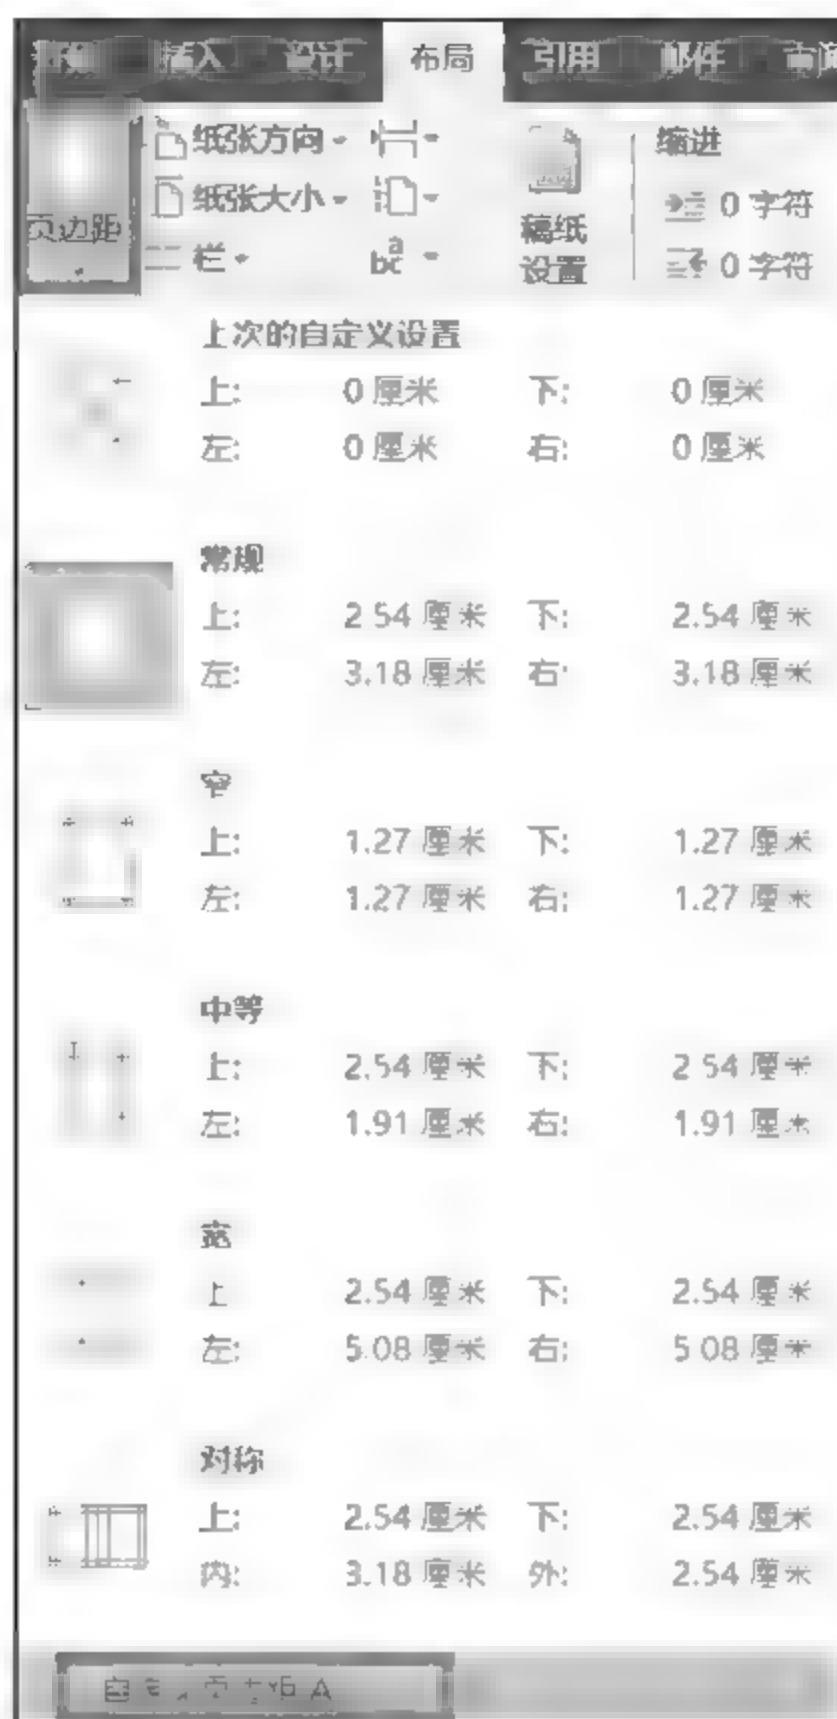 插入 设计 布局 引用 邮件
纸张方向 缩进
纸张大小 0 字符
页边距 栏 稿纸设置 0 字符
上次的自定义设置
上: 0 厘米 下: 0 厘米
左: 0 厘米 右: 0 厘米
常规
上: 2.54 厘米 下: 2.54 厘米
左: 3.18 厘米 右: 3.18 厘米
窄
上: 1.27 厘米 下: 1.27 厘米
左: 1.27 厘米 右: 1.27 厘米
中等
上: 2.54 厘米 下: 2.54 厘米
左: 1.91 厘米 右: 1.91 厘米
宽
上 2.54 厘米 下: 2.54 厘米
左: 5.08 厘米 右: 5.08 厘米
对称
上: 2.54 厘米 下: 2.54 厘米
内: 3.18 厘米 外: 2.54 厘米